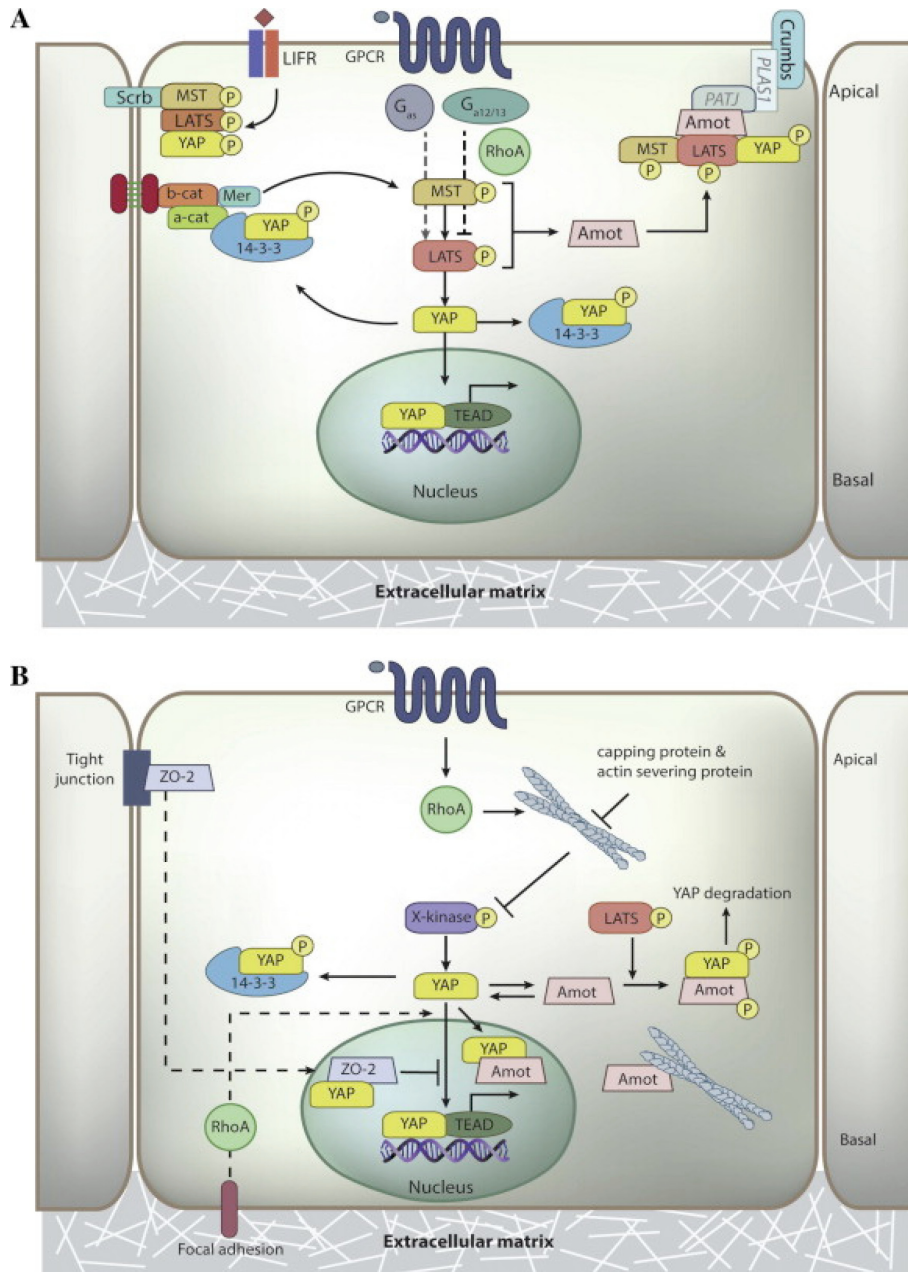 A
LIFR
GPCR
Crumbs
PLAS1
PATJ
Apical
Scrb
MST
P
LATS
P
YAP
P
Gas
Ga12/13
RhoA
Amot
MST
LATS
YAP
P
P
P
b-cat
Mer
a-cat
YAP
P
14-3-3
MST
P
Amot
LATS
P
YAP
YAP
P
14-3-3
YAP
TEAD
Nucleus
Basal
Extracellular matrix
B
GPCR
Tight
junction
ZO-2
capping protein &
actin severing protein
Apical
RhoA
X-kinase
P
LATS
P
YAP degradation
YAP
P
14-3-3
YAP
Amot
P
YAP
Amot
P
YAP
Amot
ZO-2
YAP
Amot
RhoA
YAP
TEAD
Nucleus
Basal
Focal adhesion
Extracellular matrix